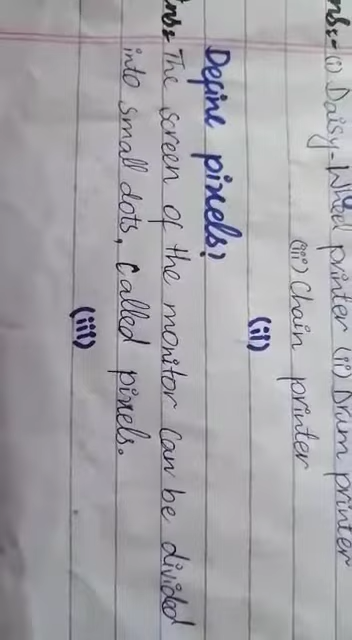 Ans:- (i) Daisy-Wheel printer (ii) Drum printer
(iii) Chain printer
(ii)
Define pixels?
Ans: The screen of the monitor can be divided
into small dots, called pixels.
(iii)